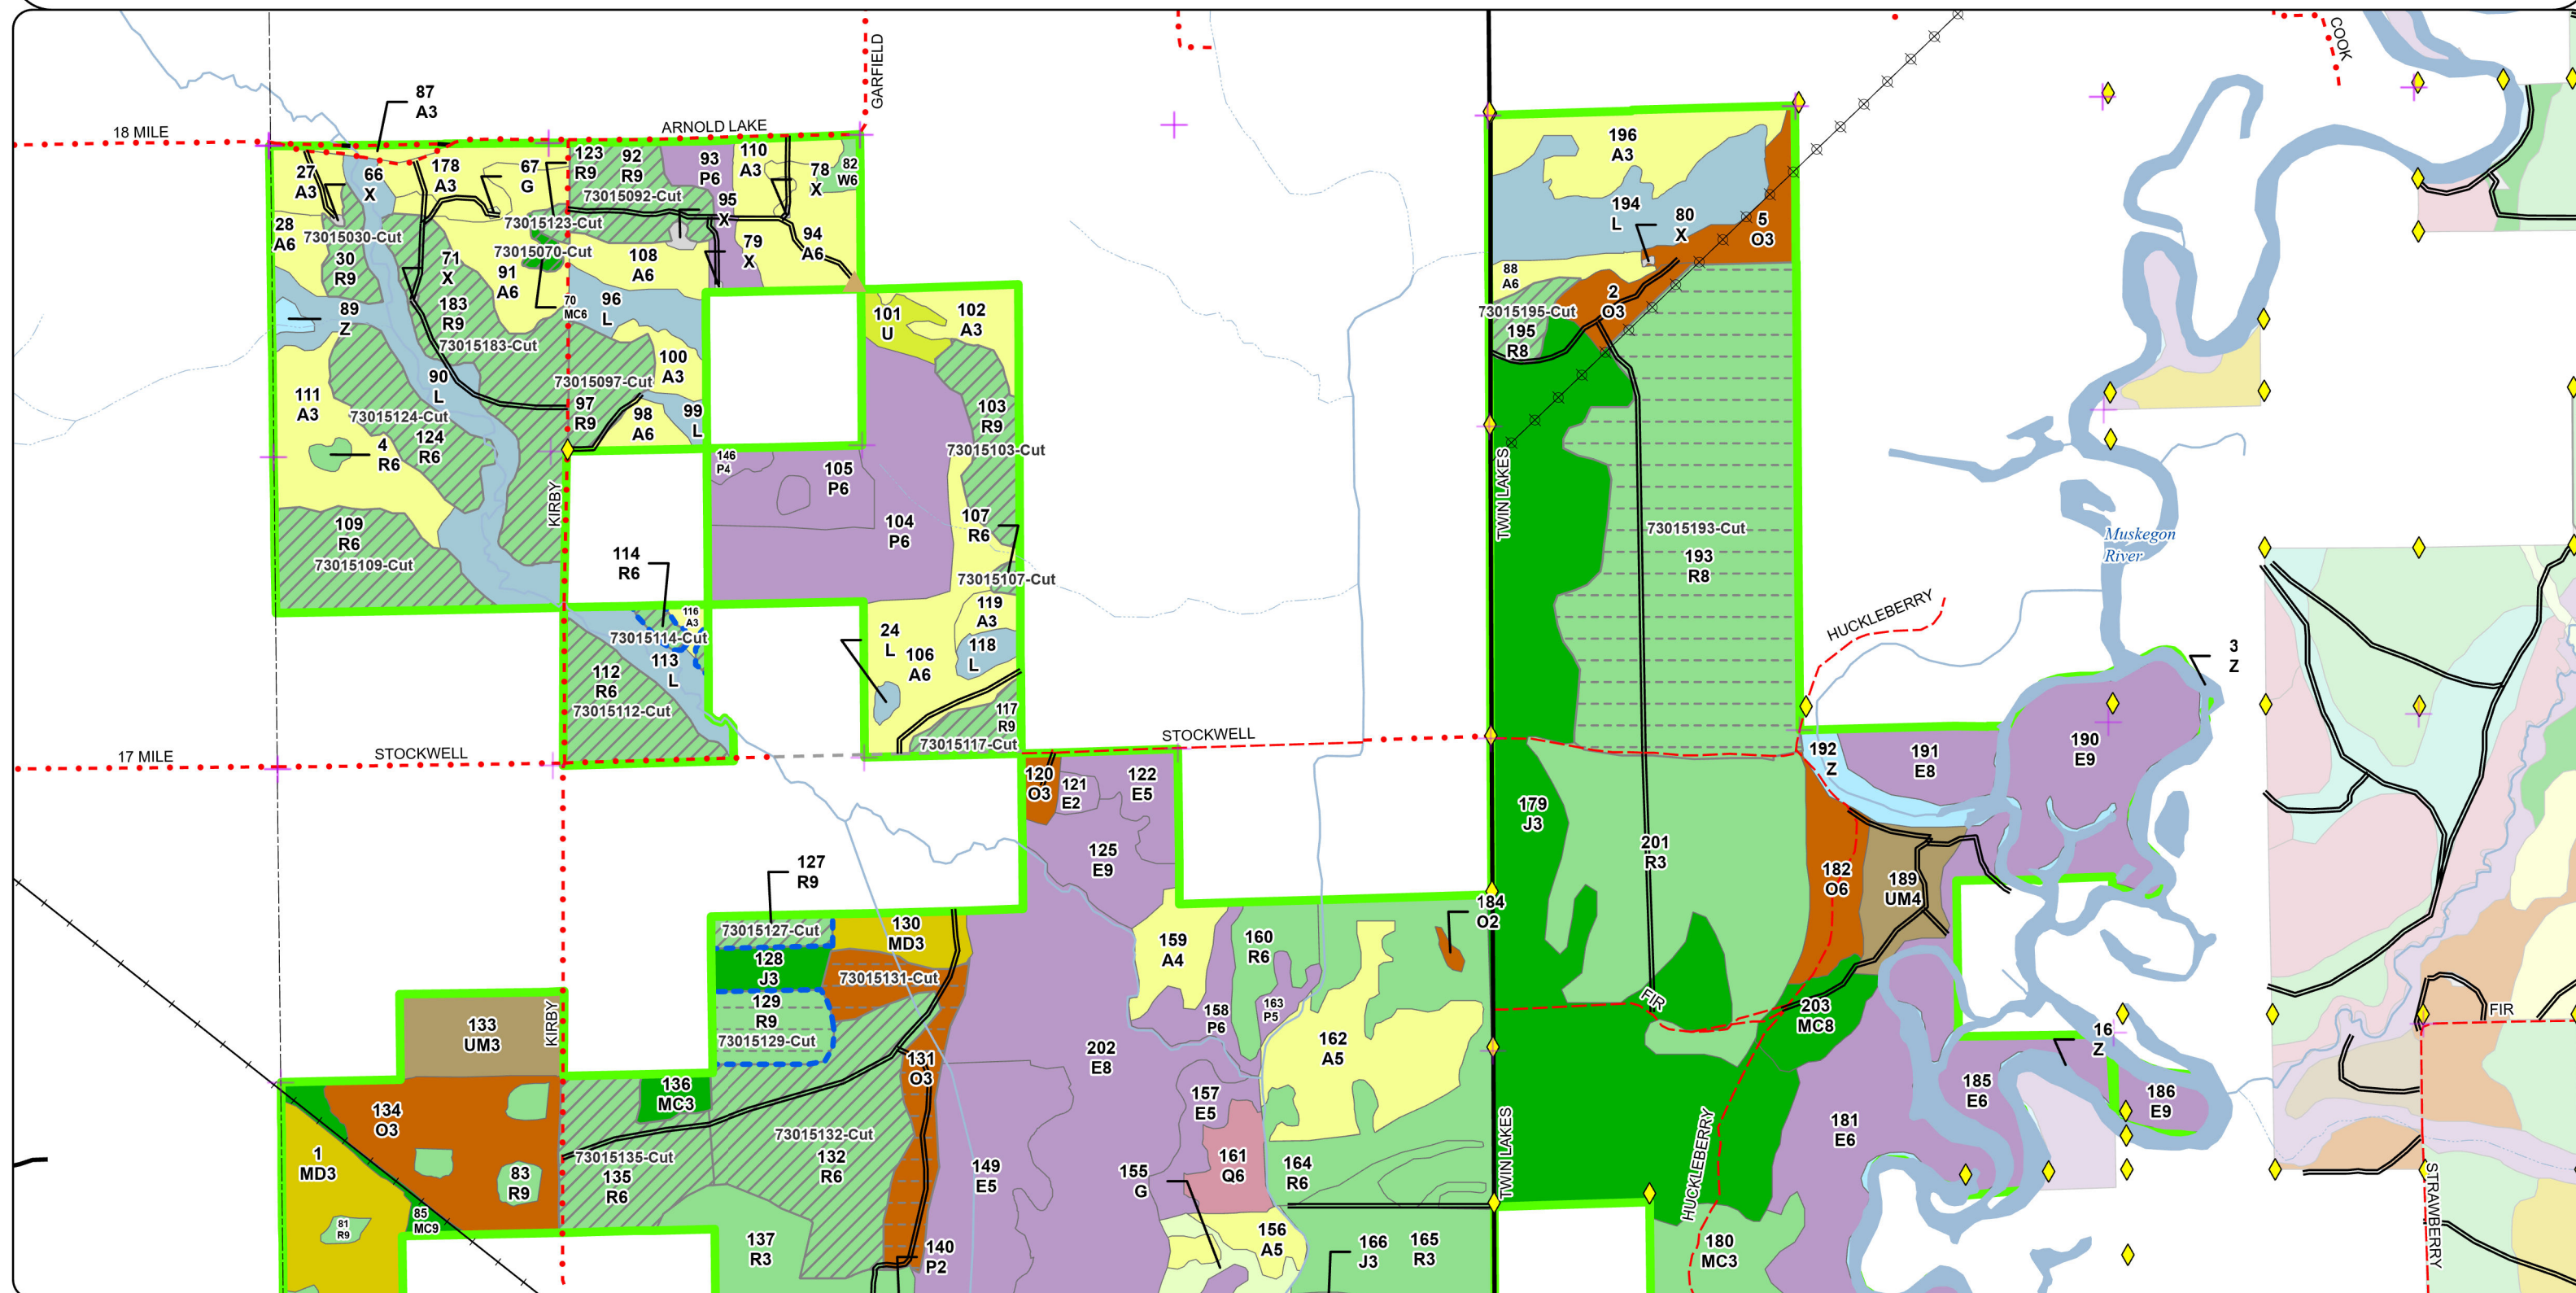 COOK
GARFIELD
87
A3
18 MILE
ARNOLD LAKE
27
A3
66
X
178
A3
67
G
123
R9
92
R9
73015092-Cut
93
P6
110
A3
78
X
82
W6
196
A3
95
X
28
A6
73015030-Cut
73015123-Cut
194
L
80
X
5
O3
30
R9
71
X
73015070-Cut
91
A6
108
A6
79
X
94
A6
88
A6
89
Z
183
R9
70
MC6
96
L
101
U
102
A3
2
O3
73015195-Cut
195
R8
73015183-Cut
100
A3
90
L
73015097-Cut
111
A3
73015124-Cut
124
R6
97
R9
98
A6
99
L
103
R9
73015103-Cut
4
R6
146
P4
105
P6
TWIN LAKES
KIRBY
109
R6
73015109-Cut
104
P6
107
R6
73015107-Cut
73015193-Cut
193
R8
Muskegon
River
114
R6
116
A3
73015114-Cut
113
L
119
A3
118
L
24
L
106
A6
HUCKLEBERRY
3
Z
112
R6
73015112-Cut
117
R9
73015117-Cut
17 MILE
STOCKWELL
STOCKWELL
192
Z
191
E8
190
E9
120
O3
121
E2
122
E5
179
J3
125
E9
201
R3
182
O6
189
UM4
127
R9
73015127-Cut
128
J3
130
MD3
73015131-Cut
159
A4
160
R6
184
O2
129
R9
73015129-Cut
158
P6
163
P5
162
A5
FIR
203
MC8
FIR
133
UM3
KIRBY
131
O3
202
E8
16
Z
136
MC3
134
O3
157
E5
185
E6
186
E9
181
E6
73015132-Cut
132
R6
1
MD3
83
R9
73015135-Cut
135
R6
149
E5
155
G
161
Q6
164
R6
TWIN LAKES
HUCKLEBERRY
STRAWBERRY
81
R9
85
MC9
137
R3
140
P2
156
A5
166
J3
165
R3
180
MC3